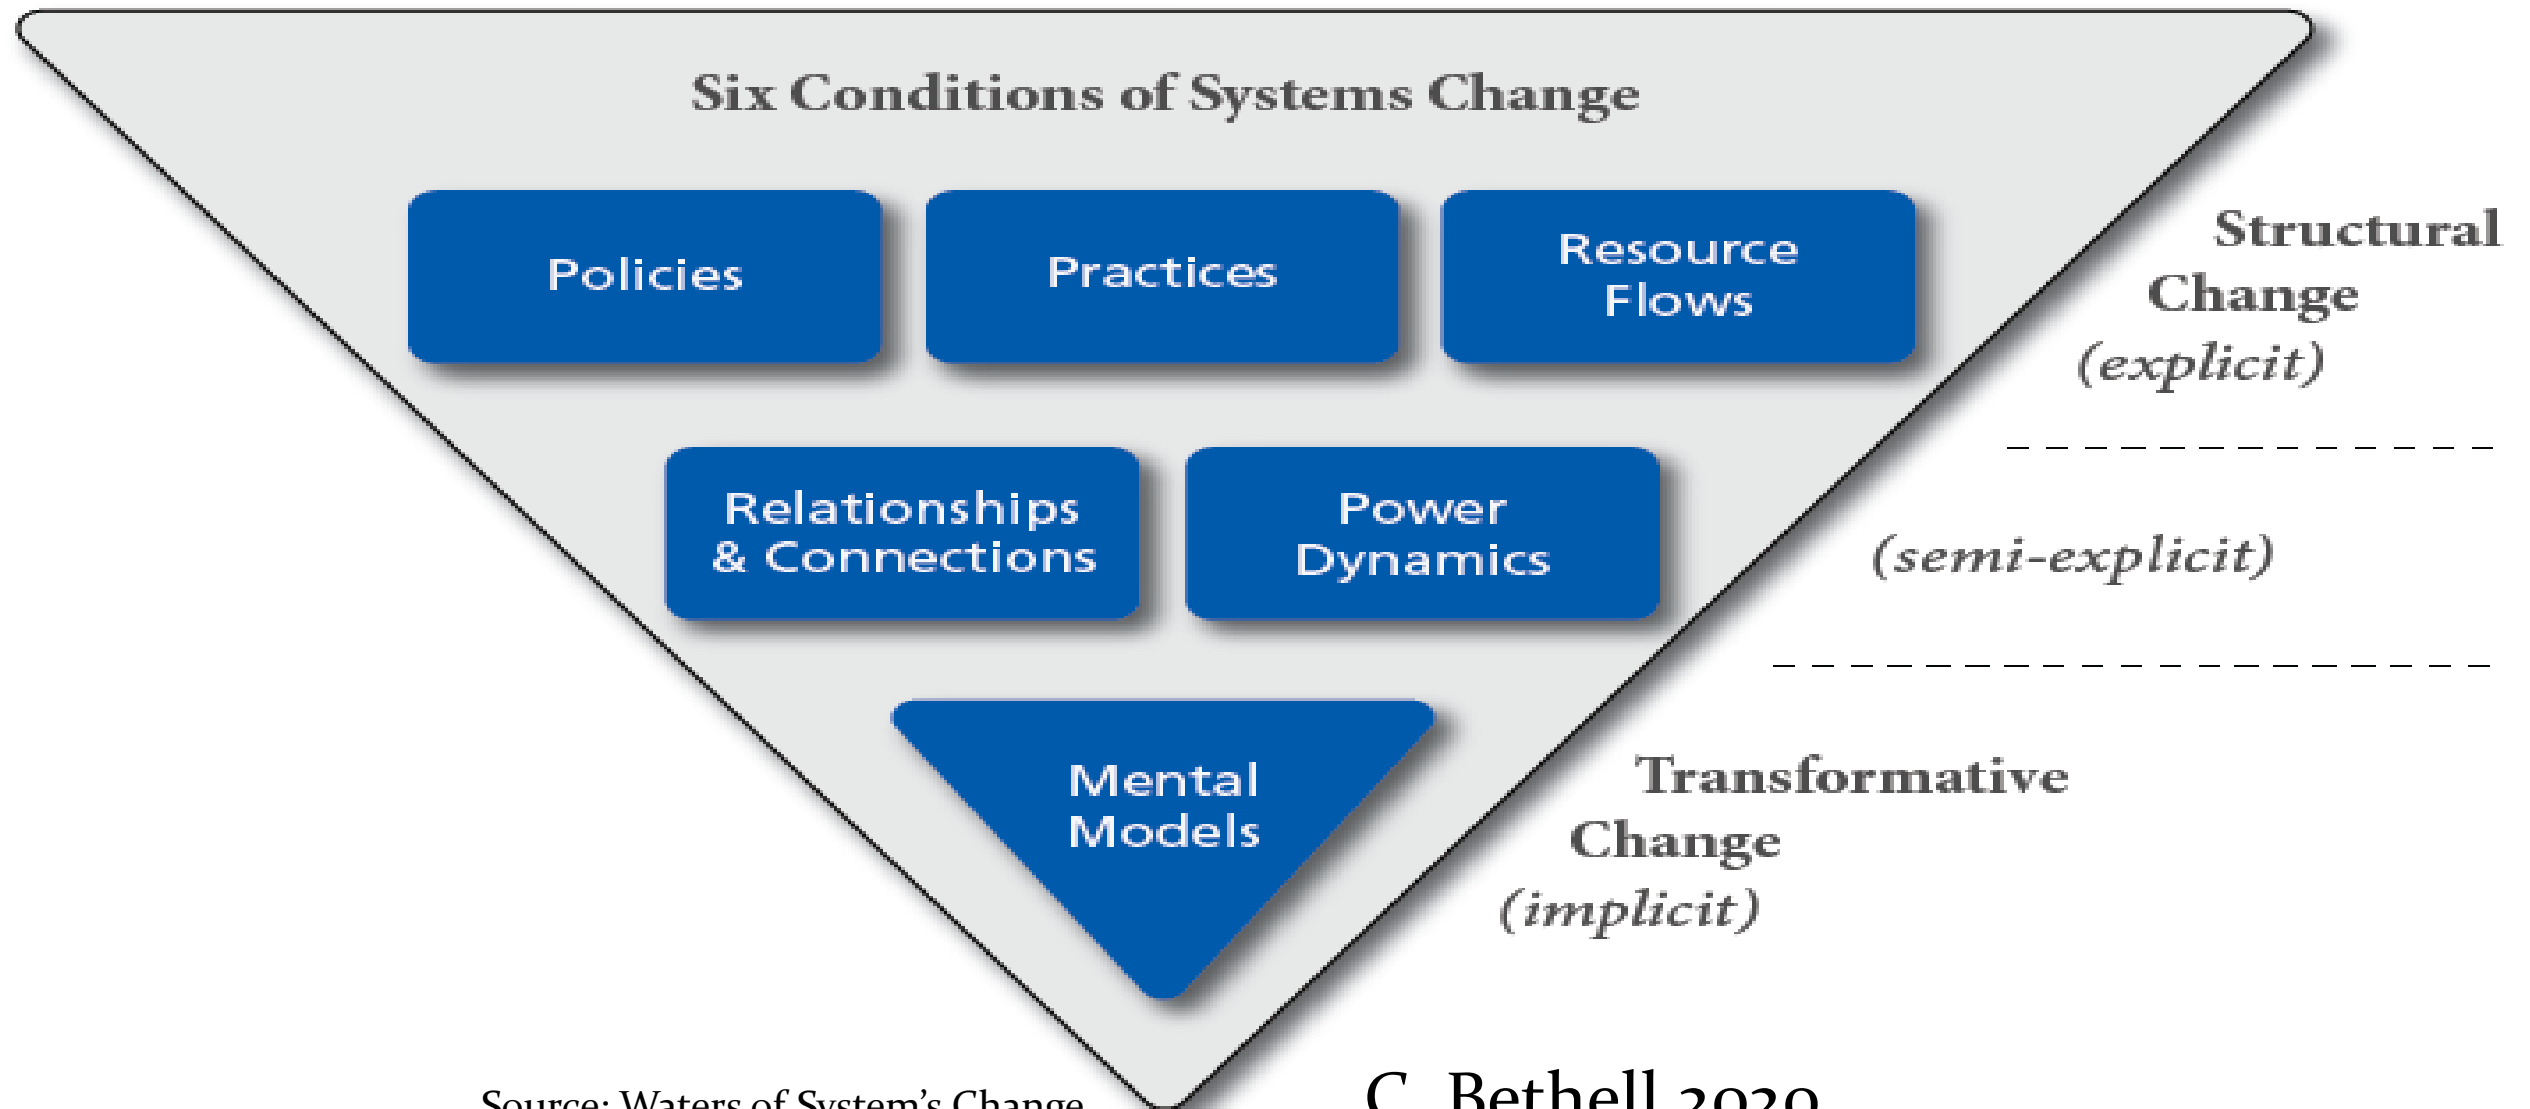 Six Conditions of Systems Change
Policies
Practices
Resource
Flows
Structural
Change
(explicit)
Relationships
& Connections
Power
Dynamics
(semi-explicit)
Mental
Models
Transformative
Change
(implicit)
Source: Waters of System's Change
C. Bethell 2020